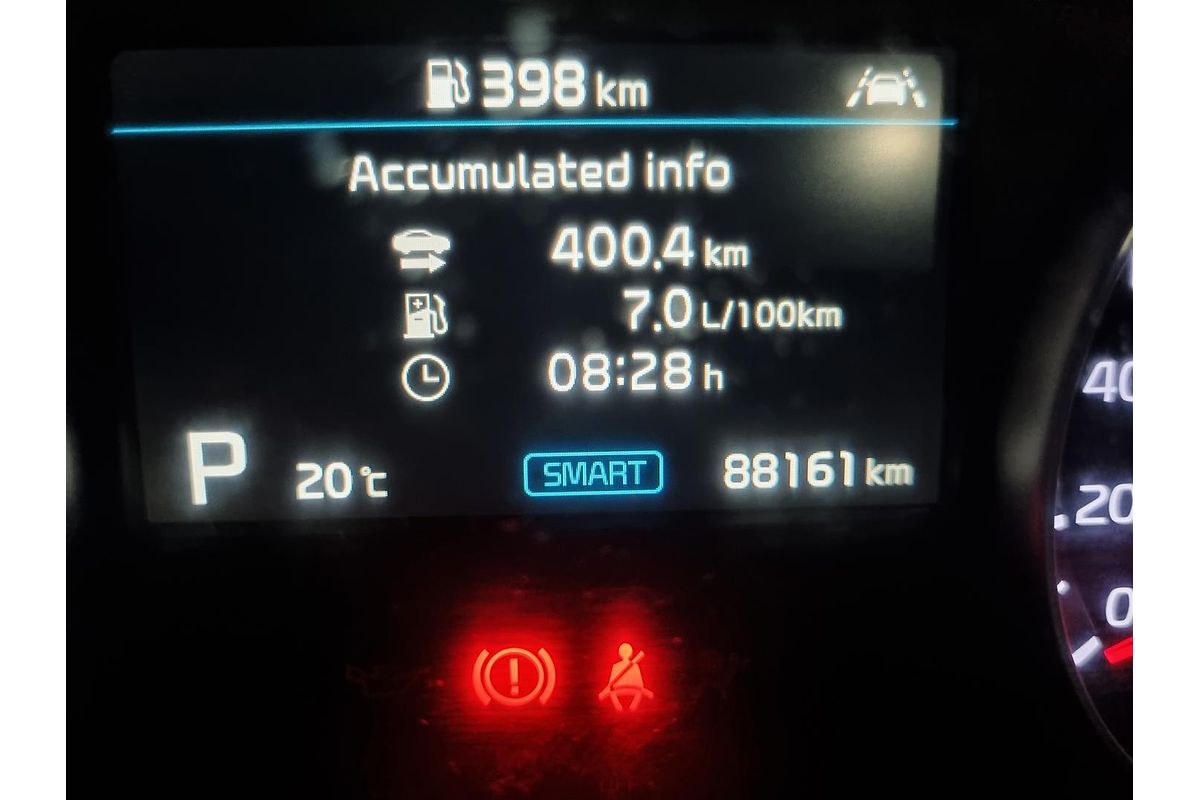 398 km
Accumulated info
400.4 km
7.0 L/100km
08:28 h
P 20°C SMART 88161 km
40
20
0